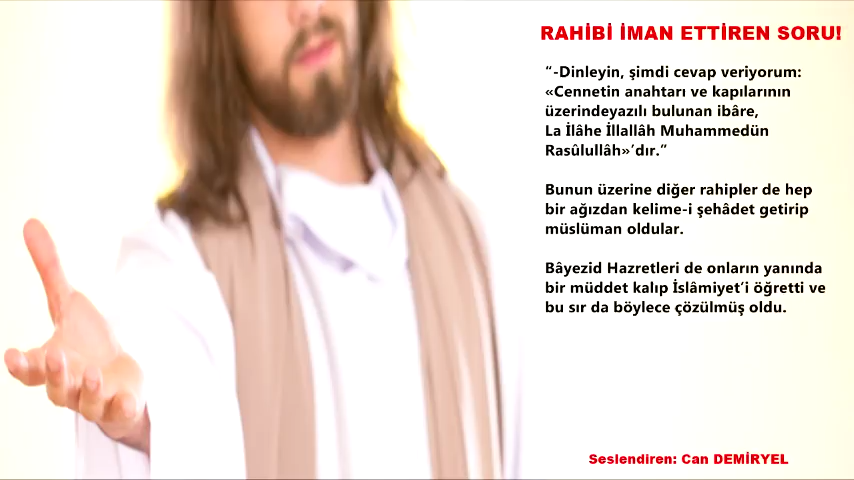 RAHİBİ İMAN ETTİREN SORU!
“-Dinleyin, şimdi cevap veriyorum:
«Cennetin anahtarı ve kapılarının
üzerindeyazılı bulunan ibâre,
La İlâhe İllallâh Muhammedün
Rasûlullâh»’dır.”
Bunun üzerine diğer rahipler de hep
bir ağızdan kelime-i şehâdet getirip
müslüman oldular.
Bâyezid Hazretleri de onların yanında
bir müddet kalıp İslâmiyet’i öğretti ve
bu sır da böylece çözülmüş oldu.
Seslendiren: Can DEMİRYEL